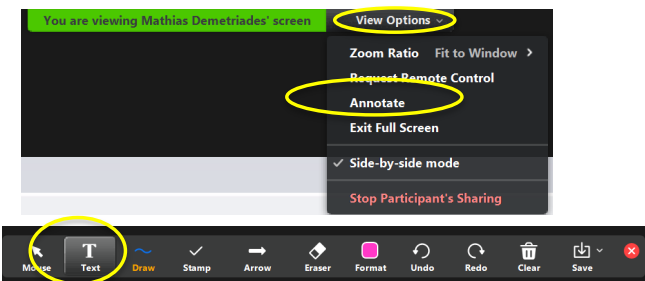 You are viewing Mathias Demetriades' screen View Options
Zoom Ratio Fit to Window >
Request Remote Control
Annotate
Exit Full Screen
✓ Side-by-side mode
Stop Participant's Sharing
Mouse Text Draw Stamp Arrow Eraser Format Undo Redo Clear Save